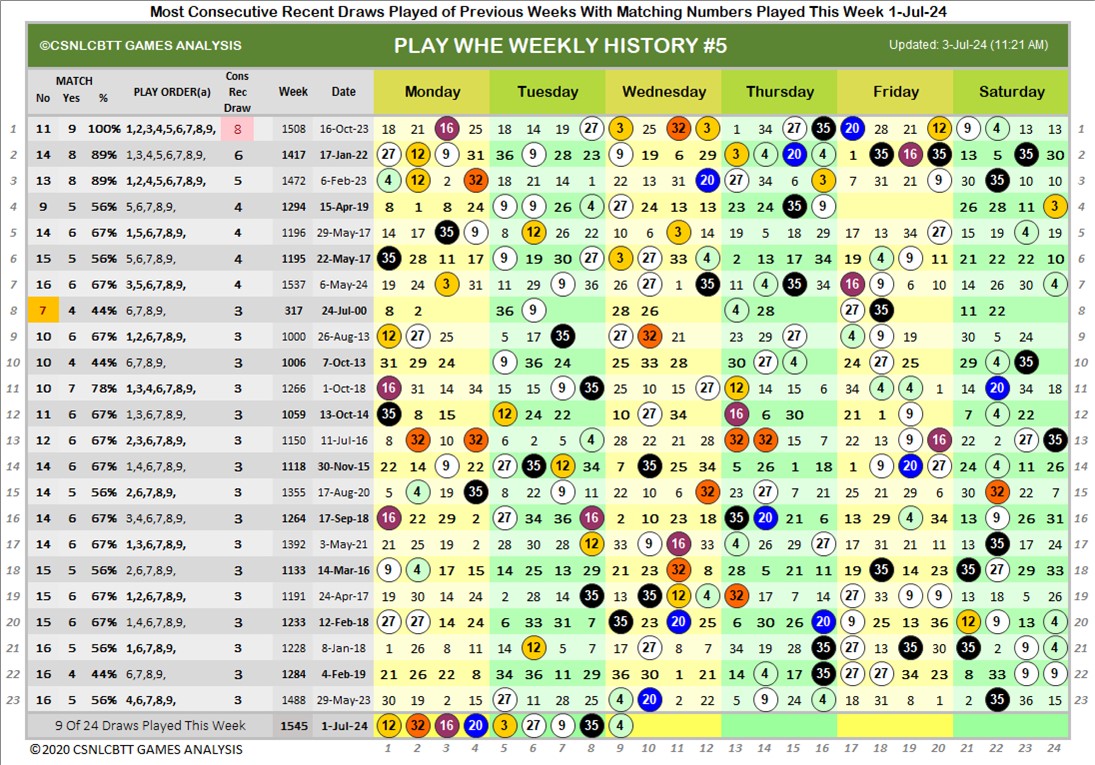 Most Consecutive Recent Draws Played of Previous Weeks With Matching Numbers Played This Week 1-Jul-24
©CSNLCBTT GAMES ANALYSIS PLAY WHE WEEKLY HISTORY #5 Updated: 3-Jul-24 (11:21 AM)
MATCH Cons
No Yes % PLAY ORDER(a) Rec Week Date Monday Tuesday Wednesday Thursday Friday Saturday
Draw
1 11 9 100% 1,2,3,4,5,6,7,8,9, 8 1508 16-Oct-23 18 21 16 25 18 14 19 27 3 25 32 3 1 34 27 35 20 28 21 12 9 4 13 13 1
2 14 8 89% 1,3,4,5,6,7,8,9, 6 1417 17-Jan-22 27 12 9 31 36 9 28 23 9 19 6 29 3 4 20 4 1 35 16 35 13 5 35 30 2
3 13 8 89% 1,2,4,5,6,7,8,9, 5 1472 6-Feb-23 4 12 2 32 18 21 14 1 22 13 31 20 27 34 6 3 7 31 21 9 30 35 10 10 3
4 9 5 56% 5,6,7,8,9, 4 1294 15-Apr-19 8 1 8 24 9 9 26 4 27 24 13 13 23 24 35 9 26 28 11 3 4
5 14 6 67% 1,5,6,7,8,9, 4 1196 29-May-17 14 17 35 9 8 12 26 22 10 6 3 14 19 5 18 29 17 13 34 27 15 19 4 19 5
6 15 5 56% 5,6,7,8,9, 4 1195 22-May-17 35 28 11 17 9 19 30 27 3 27 33 4 2 13 17 34 19 4 9 11 21 22 22 10 6
7 16 6 67% 3,5,6,7,8,9, 4 1537 6-May-24 19 24 3 31 11 29 9 36 26 27 1 35 11 4 35 34 16 9 6 10 14 26 30 4 7
8 7 4 44% 6,7,8,9, 3 317 24-Jul-00 8 2 36 9 28 26 4 28 27 35 11 22 8
9 10 6 67% 1,2,6,7,8,9, 3 1000 26-Aug-13 12 27 25 5 17 35 27 32 21 23 29 27 4 9 19 30 5 24 9
10 10 4 44% 6,7,8,9, 3 1006 7-Oct-13 31 29 24 9 36 24 25 33 28 30 27 4 24 27 25 29 4 35 10
11 10 7 78% 1,3,4,6,7,8,9, 3 1266 1-Oct-18 16 31 14 34 15 15 9 35 25 10 15 27 12 14 15 6 34 4 4 1 14 20 34 18 11
12 11 6 67% 1,3,6,7,8,9, 3 1059 13-Oct-14 35 8 15 12 24 22 10 27 34 16 6 30 21 1 9 7 4 22 12
13 12 6 67% 2,3,6,7,8,9, 3 1150 11-Jul-16 8 32 10 32 6 2 5 4 28 22 21 28 32 32 15 7 22 13 9 16 22 2 27 35 13
14 14 6 67% 1,4,6,7,8,9, 3 1118 30-Nov-15 22 14 9 22 27 35 12 34 7 35 25 34 5 26 1 18 1 9 20 27 24 4 11 26 14
15 14 5 56% 2,6,7,8,9, 3 1355 17-Aug-20 5 4 19 35 8 22 9 11 22 10 6 32 23 27 7 21 25 21 29 6 30 32 22 7 15
16 14 6 67% 3,4,6,7,8,9, 3 1264 17-Sep-18 16 22 29 2 27 34 36 16 2 10 23 18 35 20 21 6 13 29 4 34 13 9 26 31 16
17 14 6 67% 1,3,6,7,8,9, 3 1392 3-May-21 21 25 19 2 28 30 28 12 33 9 16 33 4 26 29 27 17 31 21 11 13 35 17 24 17
18 15 5 56% 2,6,7,8,9, 3 1133 14-Mar-16 9 4 17 15 14 25 13 29 21 23 32 8 28 5 21 11 18 35 14 23 35 27 29 33 18
19 15 6 67% 1,2,6,7,8,9, 3 1191 24-Apr-17 19 30 14 24 2 28 14 35 13 35 12 4 32 17 7 14 27 33 9 9 13 18 5 26 19
20 15 6 67% 1,4,6,7,8,9, 3 1233 12-Feb-18 27 27 14 24 6 33 31 7 35 23 20 25 6 30 26 20 9 25 13 36 12 9 13 4 20
21 16 5 56% 1,6,7,8,9, 3 1228 8-Jan-18 1 26 8 11 14 12 5 7 17 27 8 7 34 19 28 35 27 13 35 30 35 2 9 4 21
22 16 4 44% 6,7,8,9, 3 1284 4-Feb-19 21 26 22 8 34 36 11 29 36 30 1 21 14 4 17 35 27 27 34 23 8 33 9 9 22
23 16 5 56% 4,6,7,8,9, 3 1488 29-May-23 30 19 2 15 27 11 28 25 4 20 2 22 5 9 24 4 18 31 8 1 2 35 36 15 23
9 Of 24 Draws Played This Week 1545 1-Jul-24 12 32 16 20 3 27 9 35 4
©2020 CSNLCBTT GAMES ANALYSIS 1 2 3 4 5 6 7 8 9 10 11 12 13 14 15 16 17 18 19 20 21 22 23 24